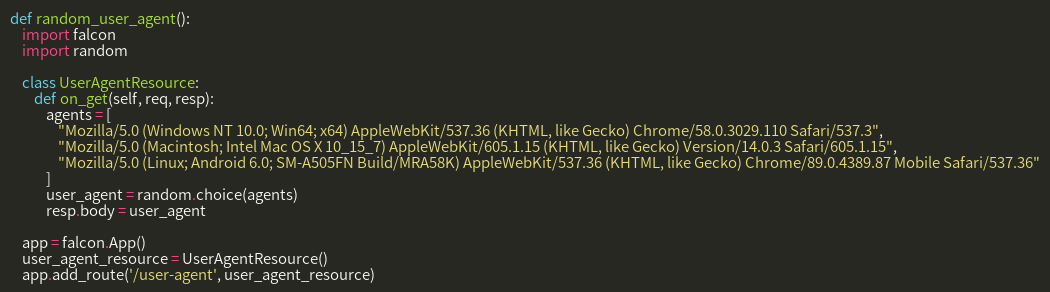 def random_user_agent():
    import falcon
    import random

    class UserAgentResource:
        def on_get(self, req, resp):
            agents = [
                "Mozilla/5.0 (Windows NT 10.0; Win64; x64) AppleWebKit/537.36 (KHTML, like Gecko) Chrome/58.0.3029.110 Safari/537.3",
                "Mozilla/5.0 (Macintosh; Intel Mac OS X 10_15_7) AppleWebKit/605.1.15 (KHTML, like Gecko) Version/14.0.3 Safari/605.1.15",
                "Mozilla/5.0 (Linux; Android 6.0; SM-A505FN Build/MRA58K) AppleWebKit/537.36 (KHTML, like Gecko) Chrome/89.0.4389.87 Mobile Safari/537.36"
            ]
            user_agent = random.choice(agents)
            resp.body = user_agent

    app = falcon.App()
    user_agent_resource = UserAgentResource()
    app.add_route('/user-agent', user_agent_resource)